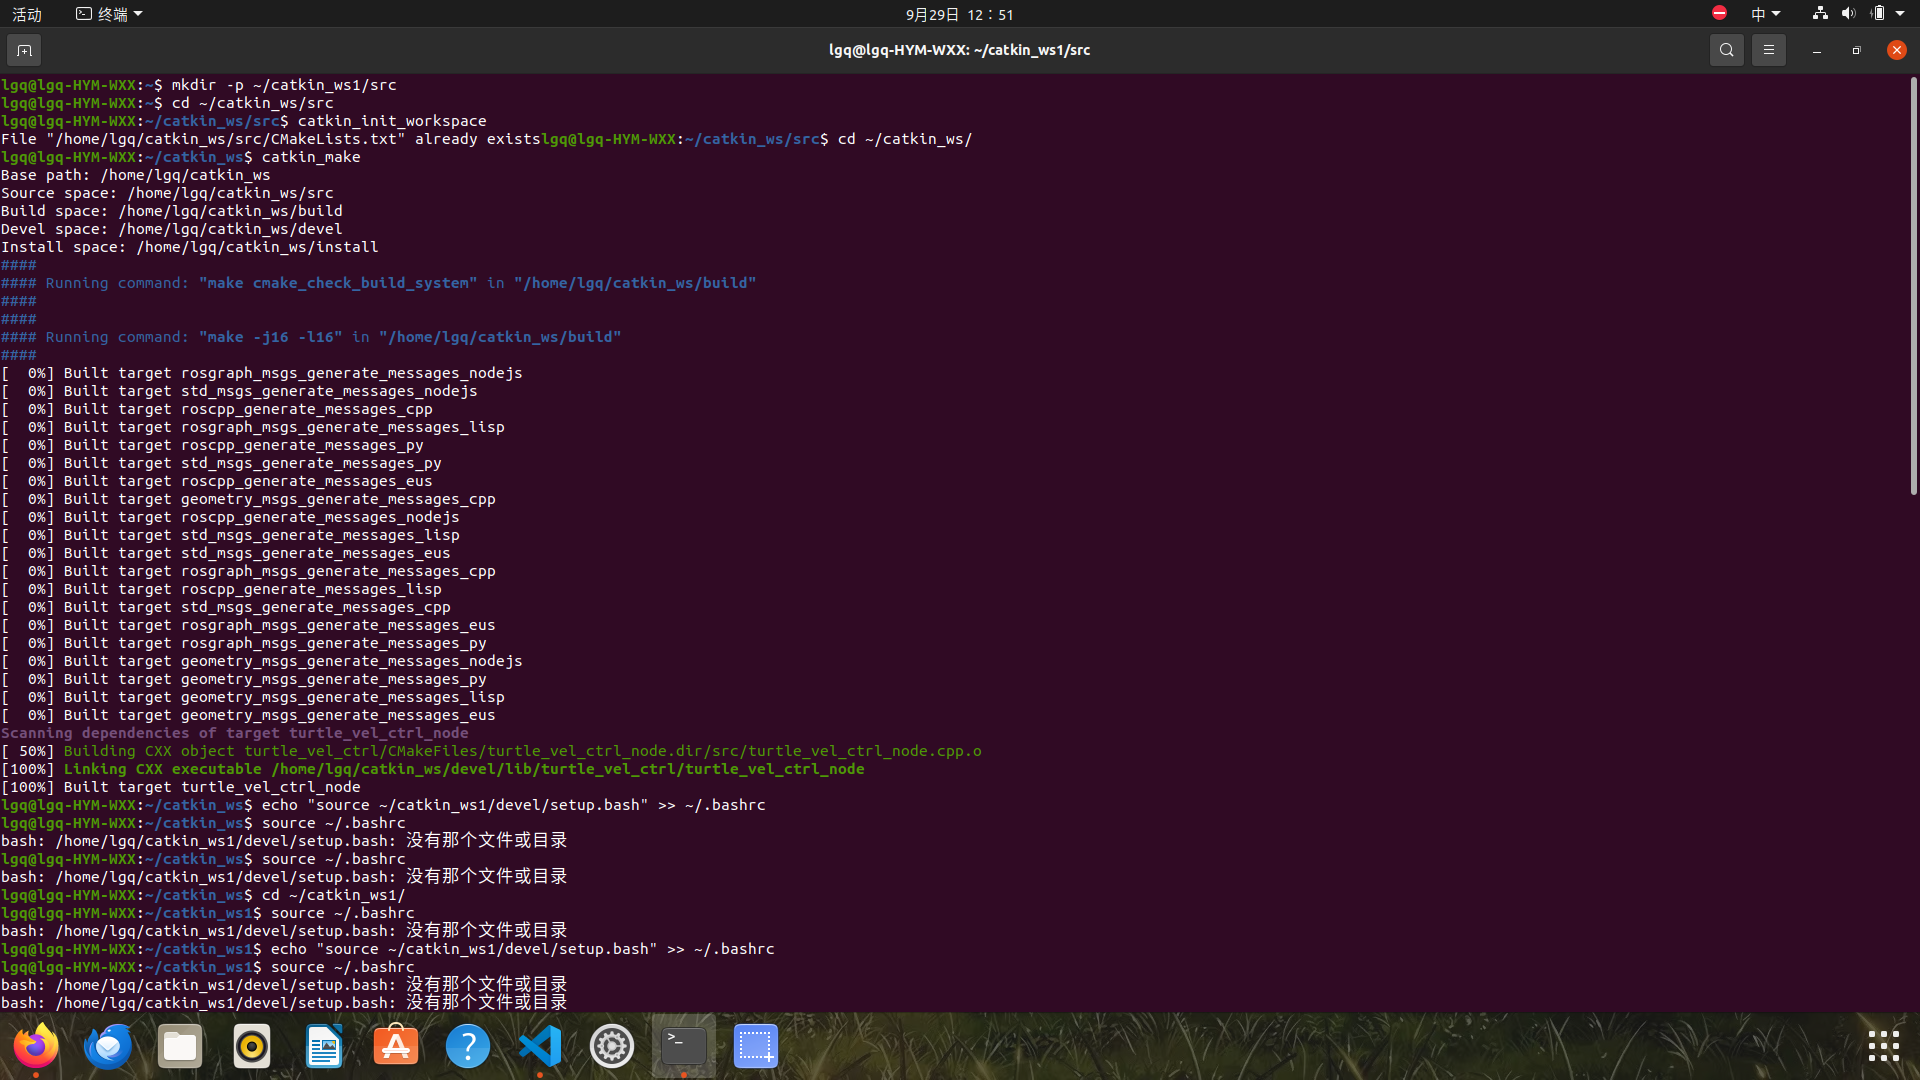 活动
终端
9月29日 12：51
中
lgq@lgq-HYM-WXX: ~/catkin_ws1/src
lgq@lgq-HYM-WXX:~$ mkdir -p ~/catkin_ws1/src
lgq@lgq-HYM-WXX:~$ cd ~/catkin_ws/src
lgq@lgq-HYM-WXX:~/catkin_ws/src$ catkin_init_workspace
File "/home/lgq/catkin_ws/src/CMakeLists.txt" already existslgq@lgq-HYM-WXX:~/catkin_ws/src$ cd ~/catkin_ws/
lgq@lgq-HYM-WXX:~/catkin_ws$ catkin_make
Base path: /home/lgq/catkin_ws
Source space: /home/lgq/catkin_ws/src
Build space: /home/lgq/catkin_ws/build
Devel space: /home/lgq/catkin_ws/devel
Install space: /home/lgq/catkin_ws/install
####
#### Running command: "make cmake_check_build_system" in "/home/lgq/catkin_ws/build"
####
####
#### Running command: "make -j16 -l16" in "/home/lgq/catkin_ws/build"
####
[  0%] Built target rosgraph_msgs_generate_messages_nodejs
[  0%] Built target std_msgs_generate_messages_nodejs
[  0%] Built target roscpp_generate_messages_cpp
[  0%] Built target rosgraph_msgs_generate_messages_lisp
[  0%] Built target roscpp_generate_messages_py
[  0%] Built target std_msgs_generate_messages_py
[  0%] Built target roscpp_generate_messages_eus
[  0%] Built target geometry_msgs_generate_messages_cpp
[  0%] Built target roscpp_generate_messages_nodejs
[  0%] Built target std_msgs_generate_messages_lisp
[  0%] Built target std_msgs_generate_messages_eus
[  0%] Built target rosgraph_msgs_generate_messages_cpp
[  0%] Built target roscpp_generate_messages_lisp
[  0%] Built target std_msgs_generate_messages_cpp
[  0%] Built target rosgraph_msgs_generate_messages_eus
[  0%] Built target rosgraph_msgs_generate_messages_py
[  0%] Built target geometry_msgs_generate_messages_nodejs
[  0%] Built target geometry_msgs_generate_messages_py
[  0%] Built target geometry_msgs_generate_messages_lisp
[  0%] Built target geometry_msgs_generate_messages_eus
Scanning dependencies of target turtle_vel_ctrl_node
[ 50%] Building CXX object turtle_vel_ctrl/CMakeFiles/turtle_vel_ctrl_node.dir/src/turtle_vel_ctrl_node.cpp.o
[100%] Linking CXX executable /home/lgq/catkin_ws/devel/lib/turtle_vel_ctrl/turtle_vel_ctrl_node
[100%] Built target turtle_vel_ctrl_node
lgq@lgq-HYM-WXX:~/catkin_ws$ echo "source ~/catkin_ws1/devel/setup.bash" >> ~/.bashrc
lgq@lgq-HYM-WXX:~/catkin_ws$ source ~/.bashrc
bash: /home/lgq/catkin_ws1/devel/setup.bash: 没有那个文件或目录
lgq@lgq-HYM-WXX:~/catkin_ws$ source ~/.bashrc
bash: /home/lgq/catkin_ws1/devel/setup.bash: 没有那个文件或目录
lgq@lgq-HYM-WXX:~/catkin_ws$ cd ~/catkin_ws1/
lgq@lgq-HYM-WXX:~/catkin_ws1$ source ~/.bashrc
bash: /home/lgq/catkin_ws1/devel/setup.bash: 没有那个文件或目录
lgq@lgq-HYM-WXX:~/catkin_ws1$ echo "source ~/catkin_ws1/devel/setup.bash" >> ~/.bashrc
lgq@lgq-HYM-WXX:~/catkin_ws1$ source ~/.bashrc
bash: /home/lgq/catkin_ws1/devel/setup.bash: 没有那个文件或目录
bash: /home/lgq/catkin_ws1/devel/setup.bash: 没有那个文件或目录